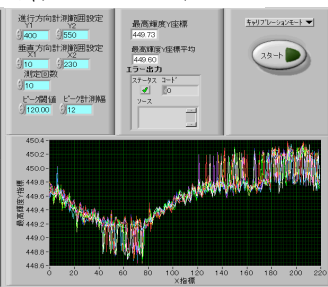 進行方向計測範囲設定
Y1 Y2
400 550
垂直方向計測範囲設定
X1 X2
10 230
測定回数
10
ピーク閾値 ピーク計測幅
120.00 12
最高輝度Y座標
449.73
最高輝度Y座標平均
449.60
エラー出力
ステータス コード
0
ソース
キャリブレーションモード
スタート
最高輝度Y指標
450.4
450.2
450.0
449.8
449.6
449.4
449.2
449.0
448.8
448.6
0 20 40 60 80 100 120 140 160 180 200 220
X指標